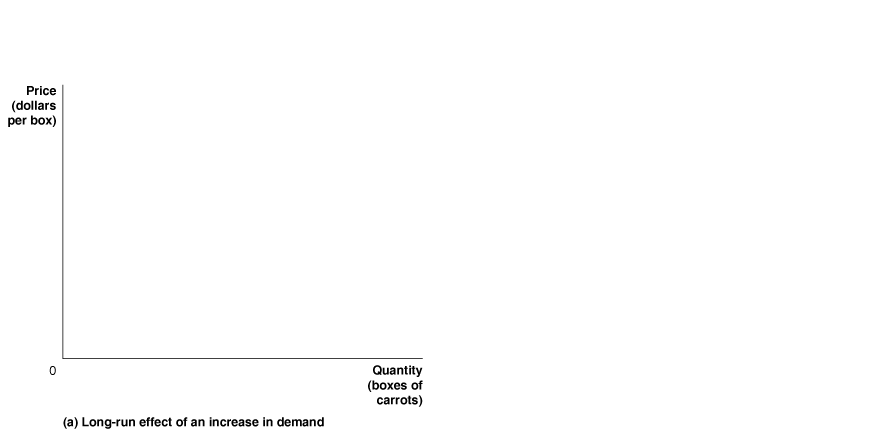 Price
(dollars
per box)
0
Quantity
(boxes of
carrots)
(a) Long-run effect of an increase in demand